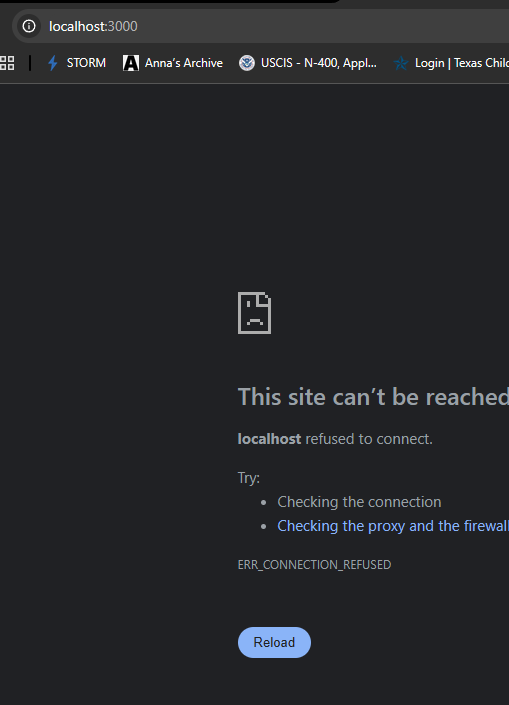 localhost:3000
STORM Anna's Archive USCIS - N-400, Appl... Login | Texas Chil
This site can't be reached
localhost refused to connect.
Try:
• Checking the connection
• Checking the proxy and the firewall
ERR_CONNECTION_REFUSED
Reload